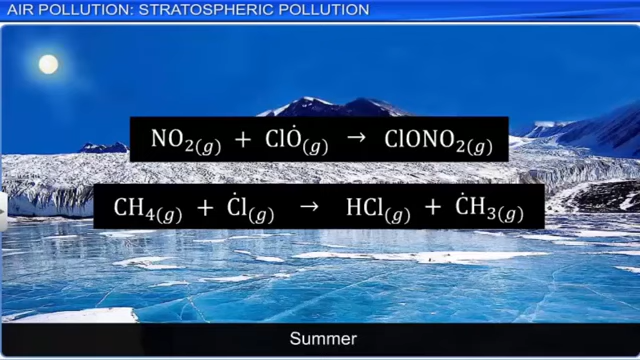 AIR POLLUTION: STRATOSPHERIC POLLUTION
NO₂(g) + ClȮ(g) → ClONO₂(g)
CH₄(g) + Ċl(g) → HCl(g) + ĊH₃(g)
Summer